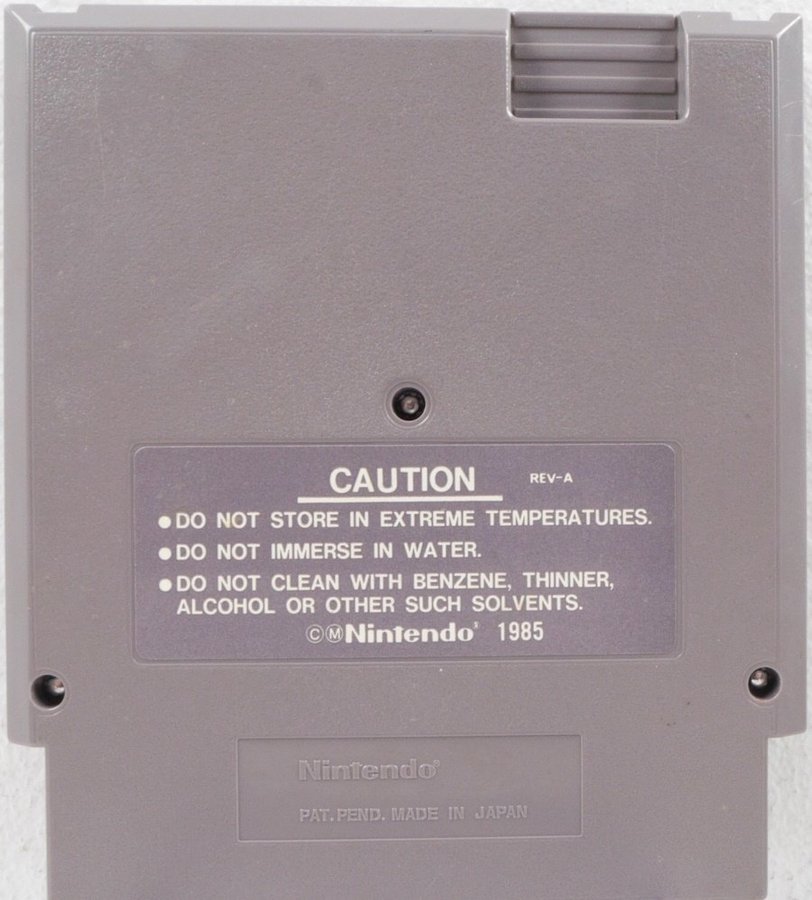 CAUTION REV-A
●DO NOT STORE IN EXTREME TEMPERATURES.
●DO NOT IMMERSE IN WATER.
●DO NOT CLEAN WITH BENZENE, THINNER,
ALCOHOL OR OTHER SUCH SOLVENTS.
©ⓂNintendo® 1985
Nintendo®
PAT. PEND. MADE IN JAPAN